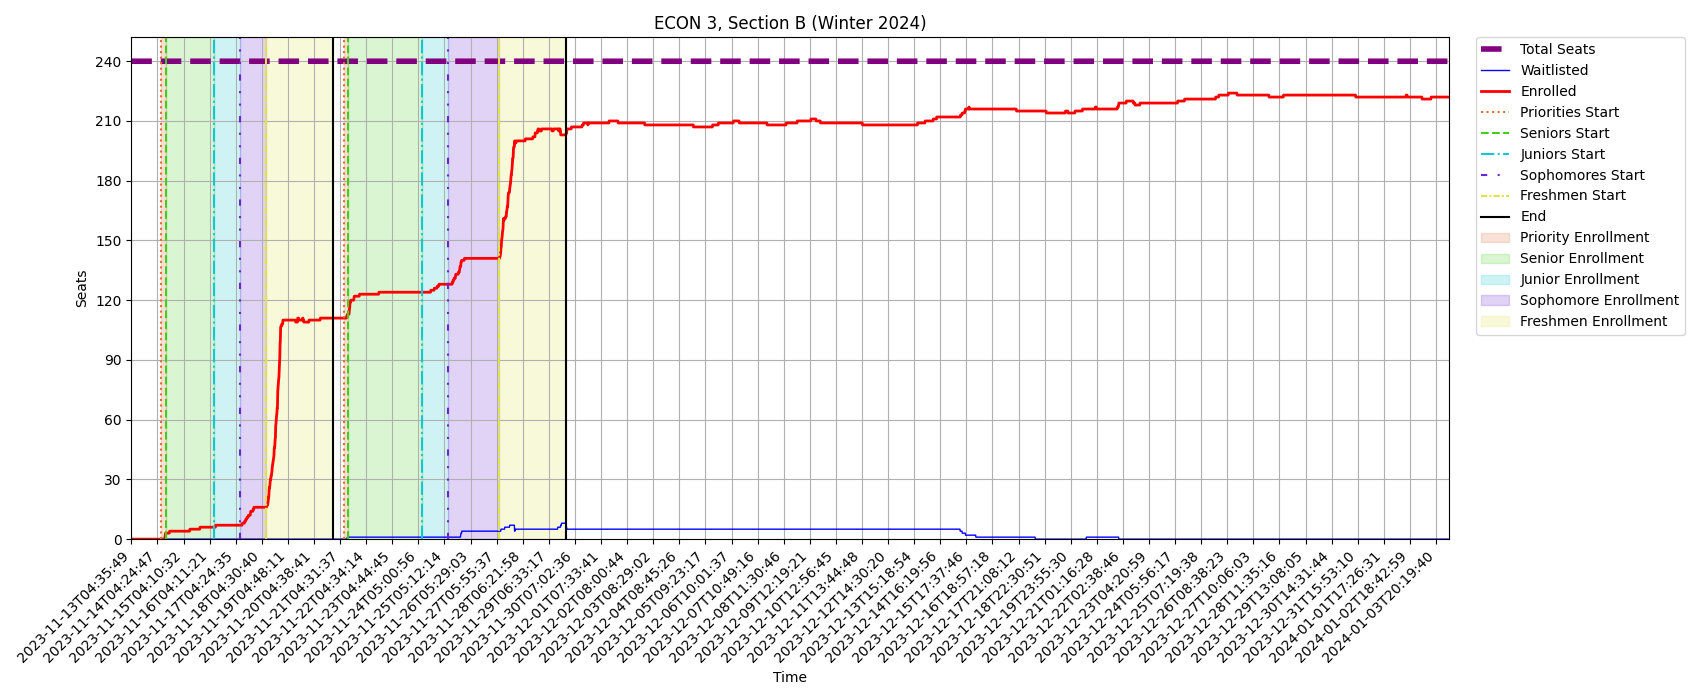 ECON 3, Section B (Winter 2024)
Seats
240
210
180
150
120
90
60
30
0
2023-11-13T04:35:49
2023-11-14T04:24:47
2023-11-15T04:10:32
2023-11-16T04:11:21
2023-11-17T04:24:35
2023-11-18T04:30:40
2023-11-19T04:48:11
2023-11-20T04:38:41
2023-11-21T04:31:37
2023-11-22T04:34:14
2023-11-23T04:44:45
2023-11-24T05:00:56
2023-11-25T05:12:14
2023-11-26T05:29:03
2023-11-27T05:55:37
2023-11-28T06:21:58
2023-11-29T06:33:17
2023-11-30T07:02:36
2023-12-01T07:33:41
2023-12-02T08:00:44
2023-12-03T08:29:02
2023-12-04T08:45:26
2023-12-05T09:23:17
2023-12-06T10:01:37
2023-12-07T10:49:16
2023-12-08T11:30:46
2023-12-09T12:19:21
2023-12-10T12:56:45
2023-12-11T13:44:48
2023-12-12T14:30:20
2023-12-13T15:18:54
2023-12-14T16:19:56
2023-12-15T17:37:46
2023-12-16T18:57:18
2023-12-17T21:08:12
2023-12-18T22:30:51
2023-12-19T23:55:30
2023-12-21T01:16:28
2023-12-22T02:38:46
2023-12-23T04:20:59
2023-12-24T05:56:17
2023-12-25T07:19:38
2023-12-26T08:38:23
2023-12-27T10:06:03
2023-12-28T11:35:16
2023-12-29T13:08:05
2023-12-30T14:31:44
2023-12-31T15:53:10
2024-01-01T17:26:31
2024-01-02T18:42:59
2024-01-03T20:19:40
Time
Total Seats
Waitlisted
Enrolled
Priorities Start
Seniors Start
Juniors Start
Sophomores Start
Freshmen Start
End
Priority Enrollment
Senior Enrollment
Junior Enrollment
Sophomore Enrollment
Freshmen Enrollment